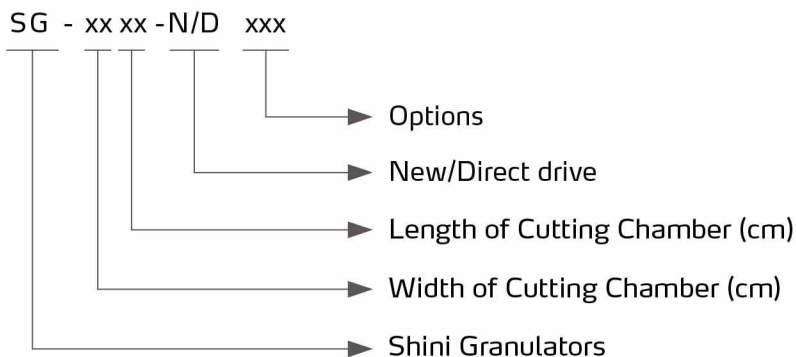 SG - xx xx - N/D xxx
Options
New/Direct drive
Length of Cutting Chamber (cm)
Width of Cutting Chamber (cm)
Shini Granulators